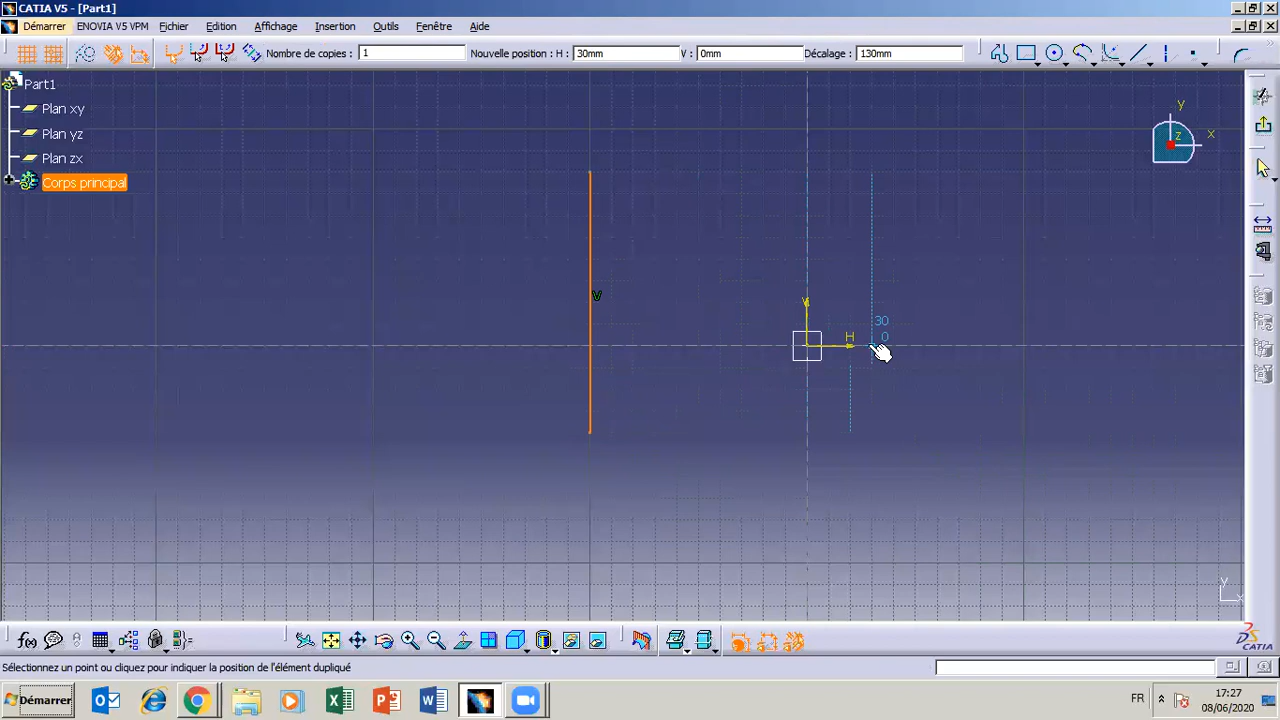 CATIA V5 - [Part1]
Démarrer ENOVIA V5 VPM Fichier Edition Affichage Insertion Outils Fenêtre Aide
Nombre de copies : 1 Nouvelle position : H : 30mm V : 0mm Décalage : 130mm
Part1
Plan xy
Plan yz
Plan zx
Corps principal
y
x
z
V
V
30
H
0
y
x
f(x)
CATIA
Sélectionnez un point ou cliquez pour indiquer la position de l'élément dupliqué
Démarrer
FR
17:27
08/06/2020